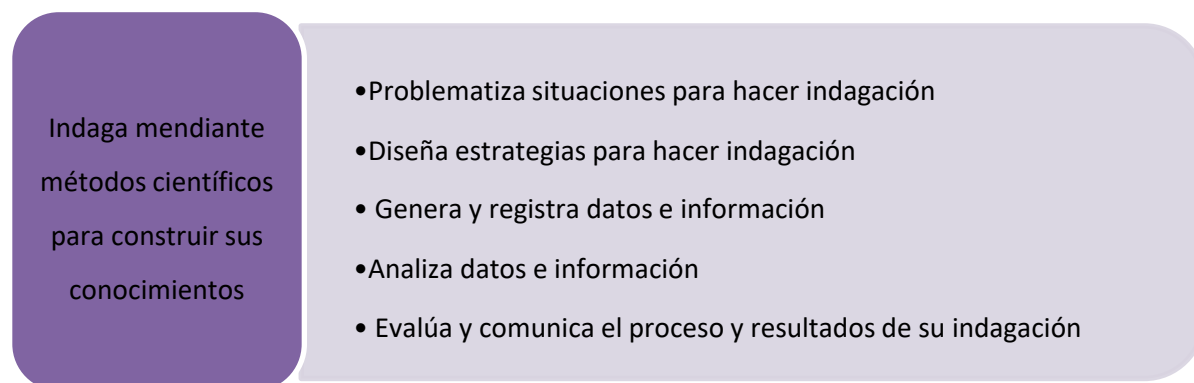 Indaga mendiante
métodos científicos
para construir sus
conocimientos
•Problematiza situaciones para hacer indagación
•Diseña estrategias para hacer indagación
• Genera y registra datos e información
•Analiza datos e información
• Evalúa y comunica el proceso y resultados de su indagación